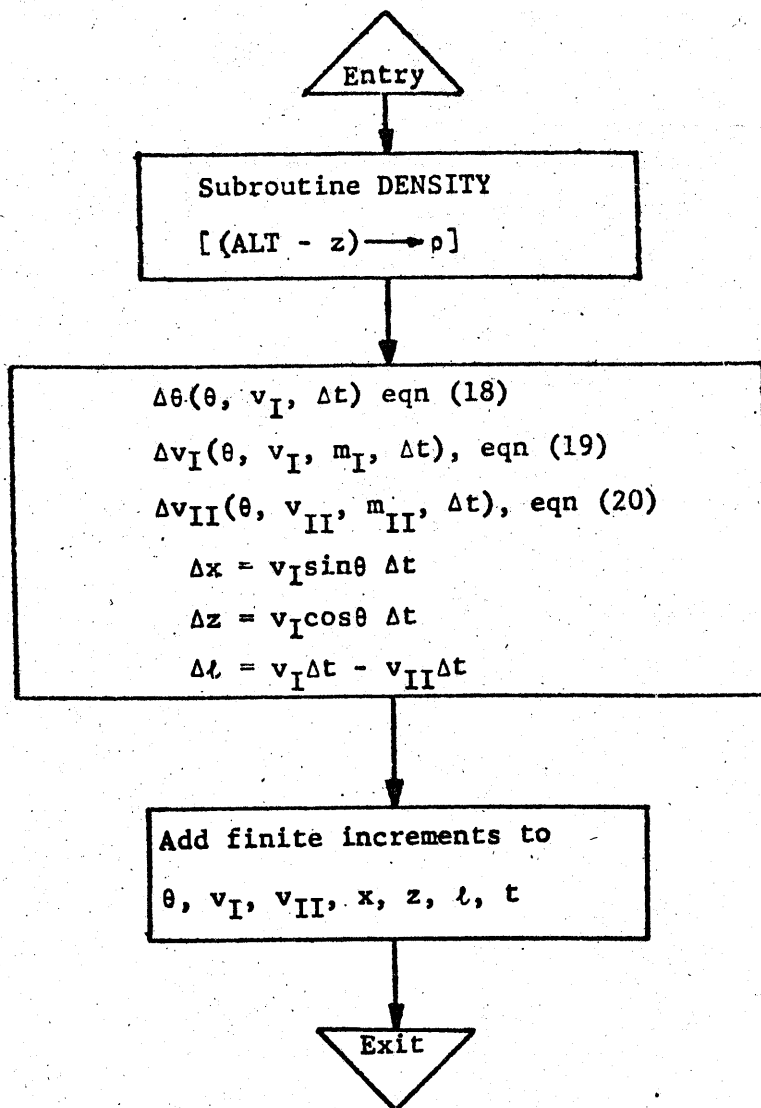 Entry
Subroutine DENSITY
[(ALT - z) → ρ]
Δθ(θ, v_I, Δt) eqn (18)
Δv_I(θ, v_I, m_I, Δt), eqn (19)
Δv_II(θ, v_II, m_II, Δt), eqn (20)
Δx = v_I sinθ Δt
Δz = v_I cosθ Δt
Δℓ = v_I Δt - v_II Δt
Add finite increments to
θ, v_I, v_II, x, z, ℓ, t
Exit